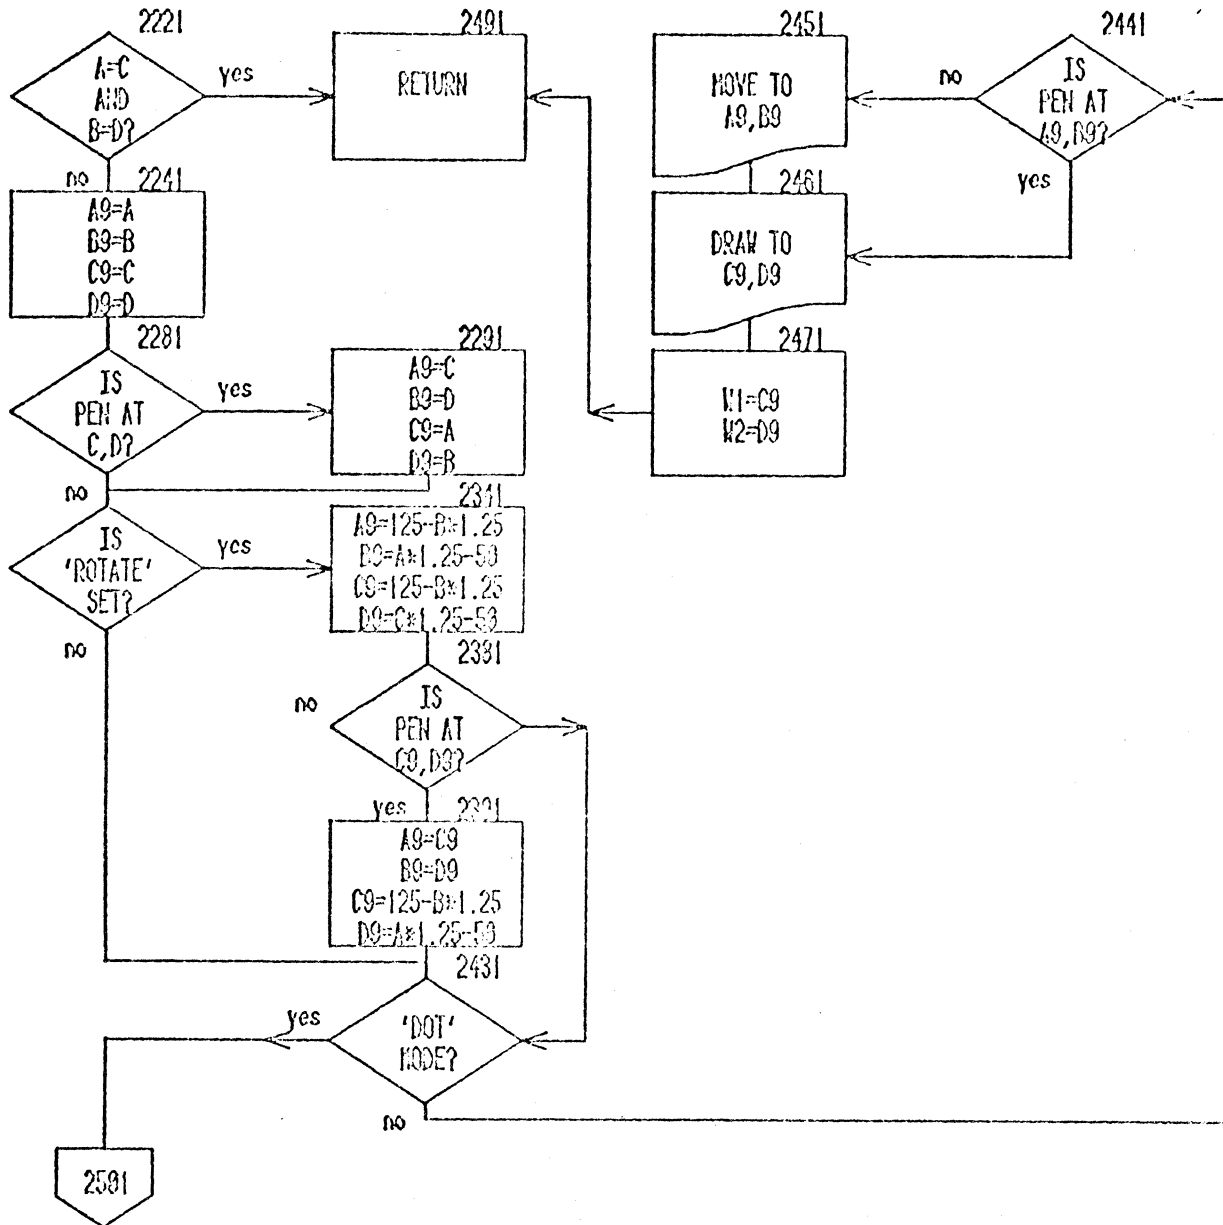 2221
A=C
AND
B=D?
yes
no
2491
RETURN
2241
A9=A
B9=B
C9=C
D9=D
2281
IS
PEN AT
C,D?
yes
no
2291
A9=C
B9=D
C9=A
D9=B
IS
'ROTATE'
SET?
yes
no
2341
A9=125-B*1.25
B9=A*1.25-50
C9=125-B*1.25
D9=C*1.25-50
2381
IS
PEN AT
C9,D9?
no
yes
2391
A9=C9
B9=D9
C9=125-B*1.25
D9=A*1.25-50
2431
'DOT'
MODE?
yes
no
2501
2441
IS
PEN AT
A9,B9?
no
yes
2451
MOVE TO
A9,B9
2461
DRAW TO
C9,D9
2471
W1=C9
W2=D9